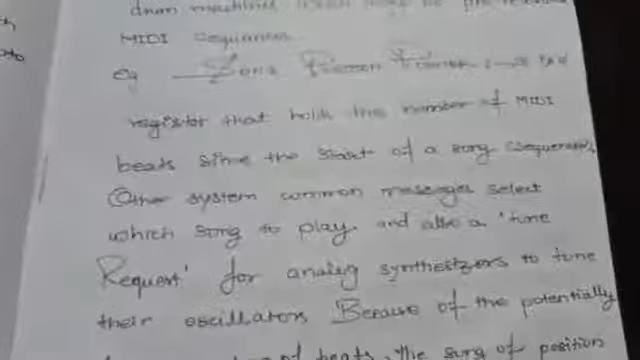 drum machines
MIDI sequencer
eg Song Position Pointer
register that holds the number of MIDI
beats since the start of a song (sequence).
Other system common messages select
which song to play and also a 'tune
Request' for analog synthesizers to tune
their oscillators Because of the potentially
of beats, the song of position